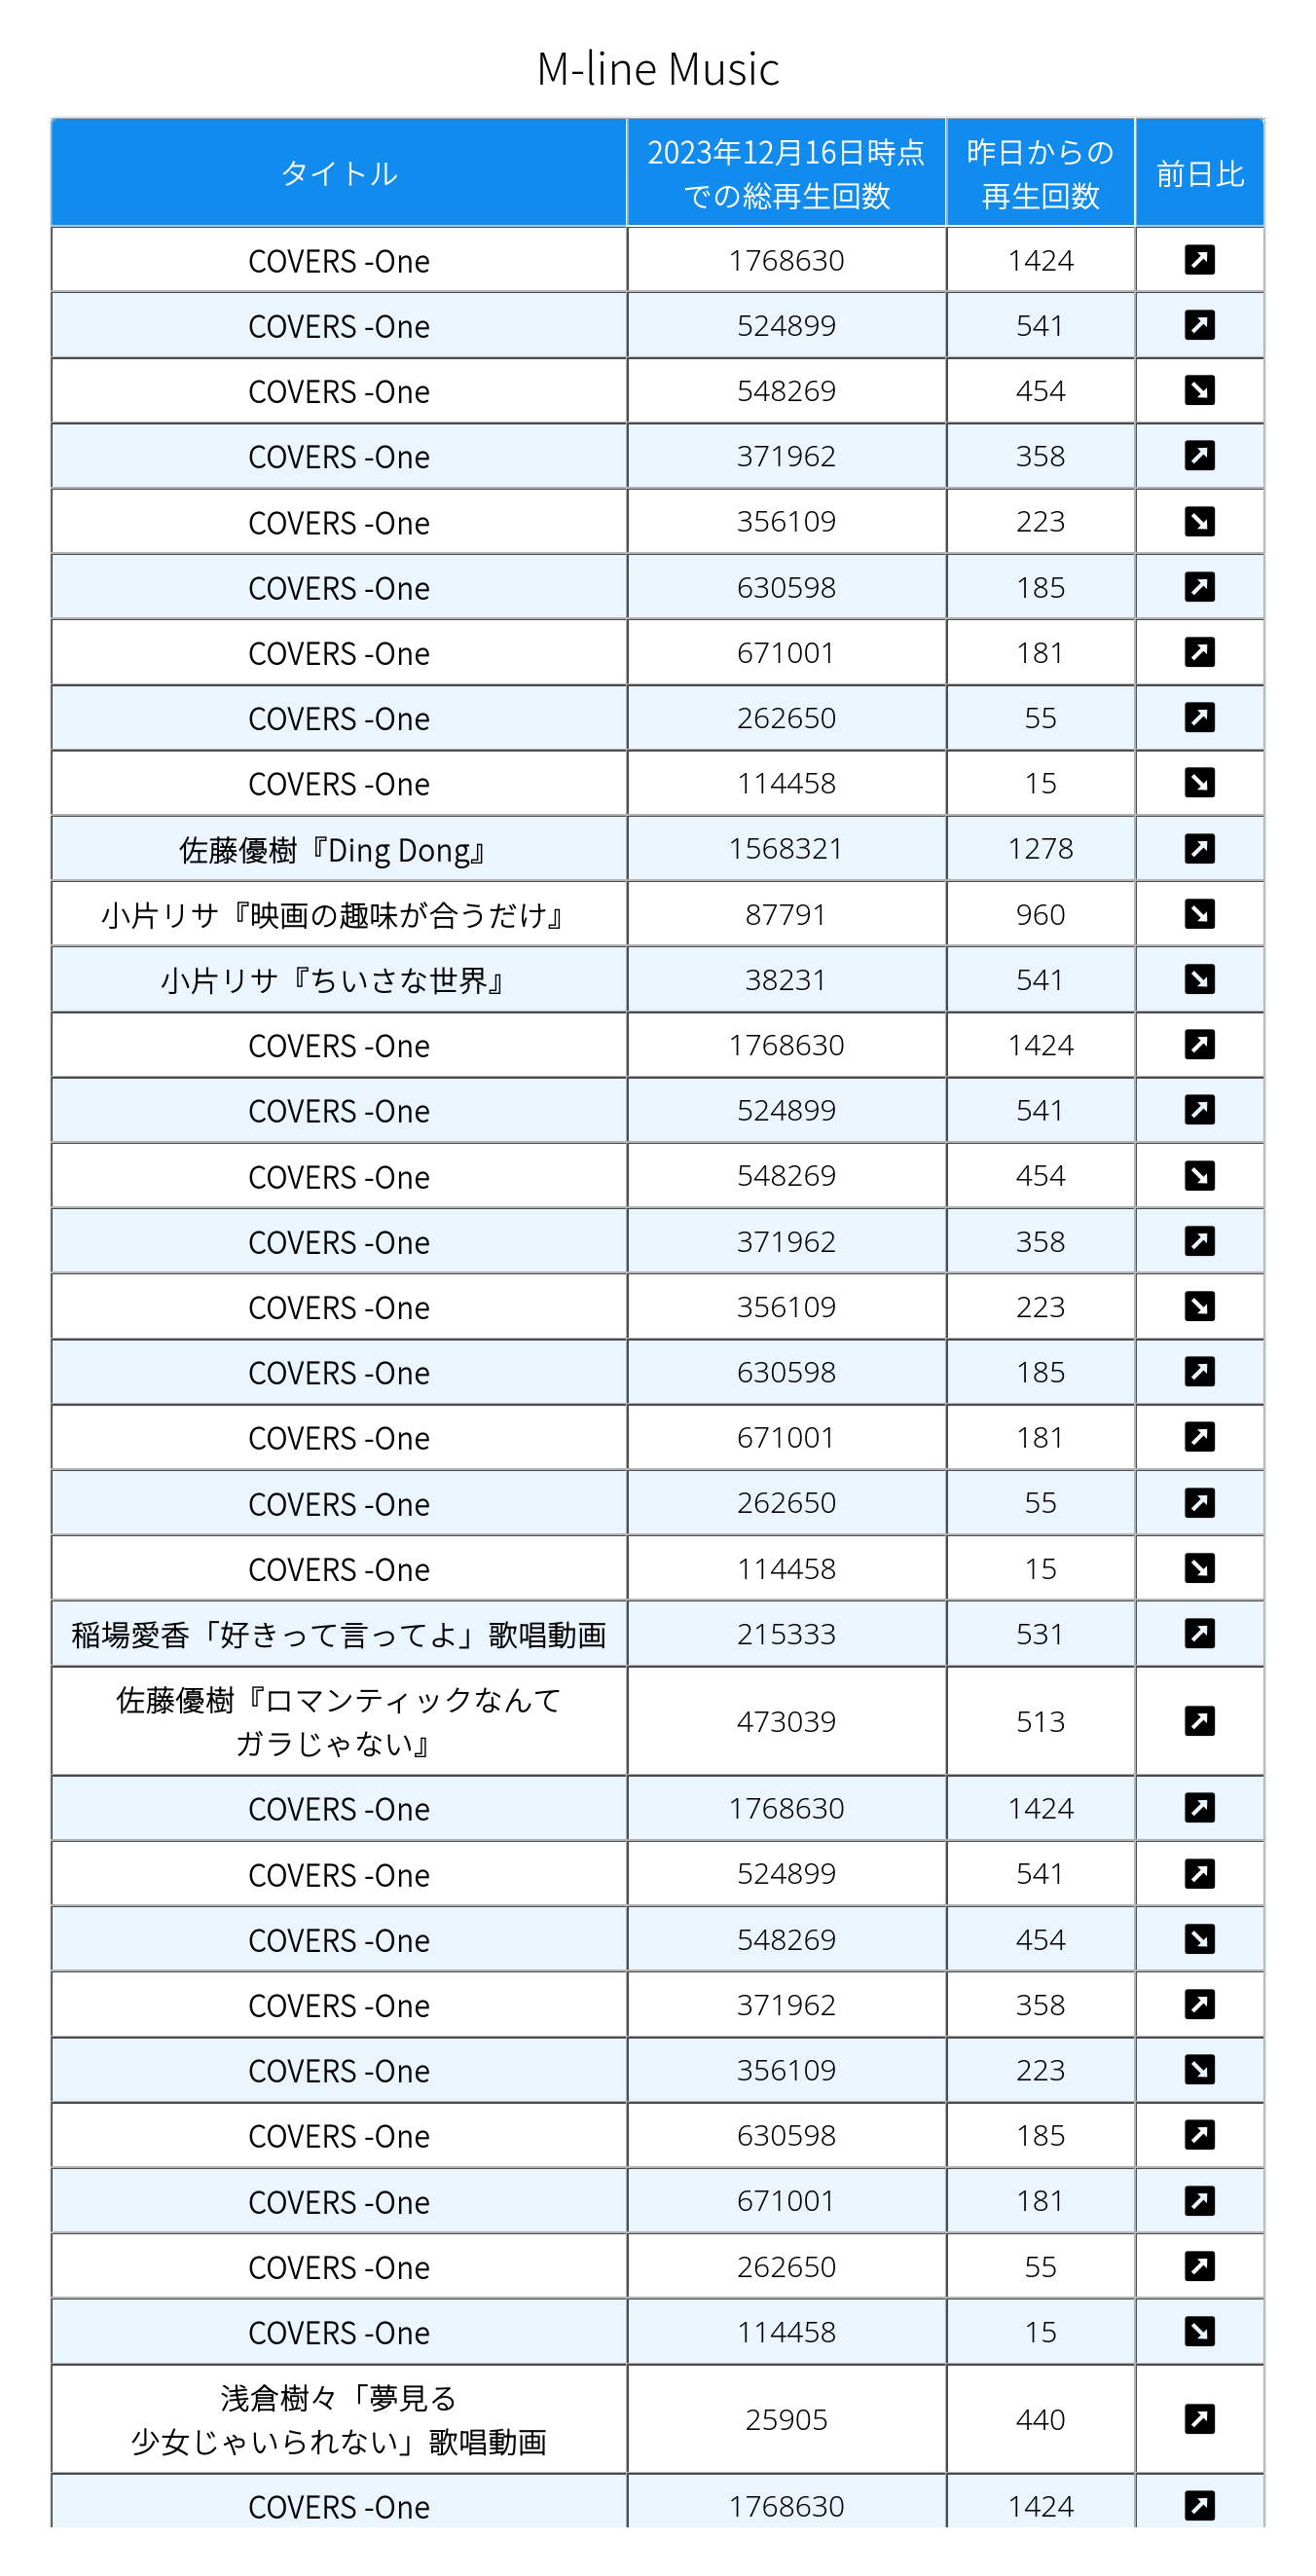 M-line Music
タイトル 2023年12月16日時点 昨日からの 前日比
での総再生回数 再生回数
COVERS -One 1768630 1424 ↗
COVERS -One 524899 541 ↗
COVERS -One 548269 454 ↘
COVERS -One 371962 358 ↗
COVERS -One 356109 223 ↘
COVERS -One 630598 185 ↗
COVERS -One 671001 181 ↗
COVERS -One 262650 55 ↗
COVERS -One 114458 15 ↘
佐藤優樹『Ding Dong』 1568321 1278 ↗
小片リサ『映画の趣味が合うだけ』 87791 960 ↘
小片リサ『ちいさな世界』 38231 541 ↘
COVERS -One 1768630 1424 ↗
COVERS -One 524899 541 ↗
COVERS -One 548269 454 ↘
COVERS -One 371962 358 ↗
COVERS -One 356109 223 ↘
COVERS -One 630598 185 ↗
COVERS -One 671001 181 ↗
COVERS -One 262650 55 ↗
COVERS -One 114458 15 ↘
稲場愛香「好きって言ってよ」歌唱動画 215333 531 ↗
佐藤優樹『ロマンティックなんて
ガラじゃない』 473039 513 ↗
COVERS -One 1768630 1424 ↗
COVERS -One 524899 541 ↗
COVERS -One 548269 454 ↘
COVERS -One 371962 358 ↗
COVERS -One 356109 223 ↘
COVERS -One 630598 185 ↗
COVERS -One 671001 181 ↗
COVERS -One 262650 55 ↗
COVERS -One 114458 15 ↘
浅倉樹々「夢見る
少女じゃいられない」歌唱動画 25905 440 ↗
COVERS -One 1768630 1424 ↗